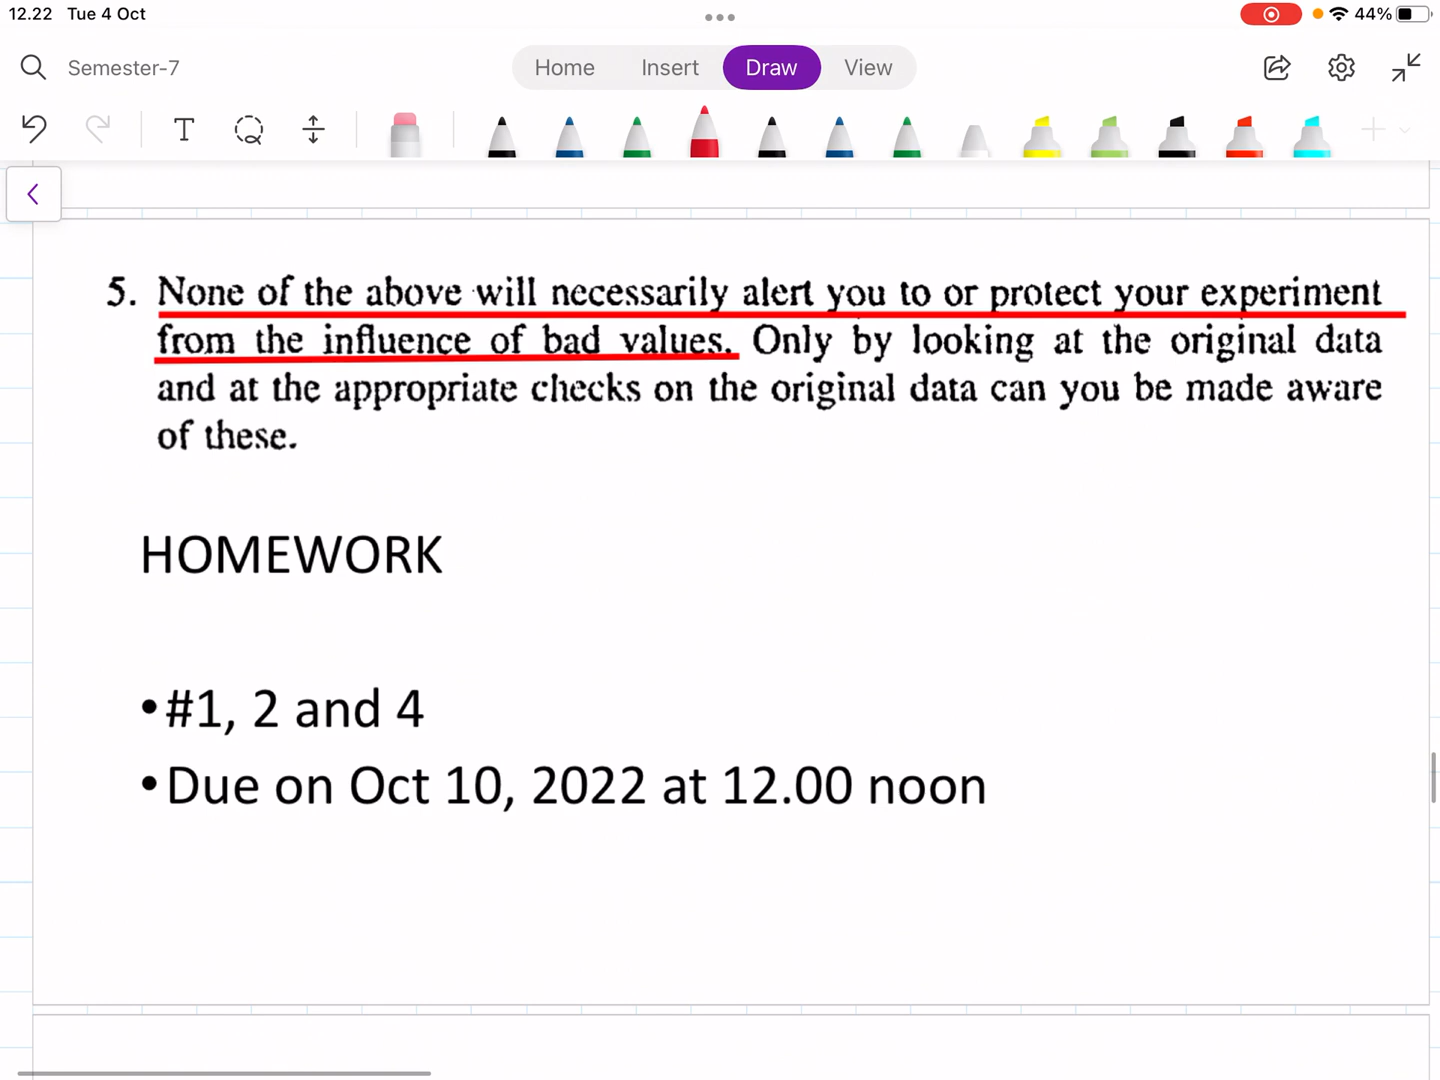 12.22 Tue 4 Oct
44%
Semester-7
Home Insert Draw View
T
5. None of the above will necessarily alert you to or protect your experiment
from the influence of bad values. Only by looking at the original data
and at the appropriate checks on the original data can you be made aware
of these.
HOMEWORK
•#1, 2 and 4
•Due on Oct 10, 2022 at 12.00 noon